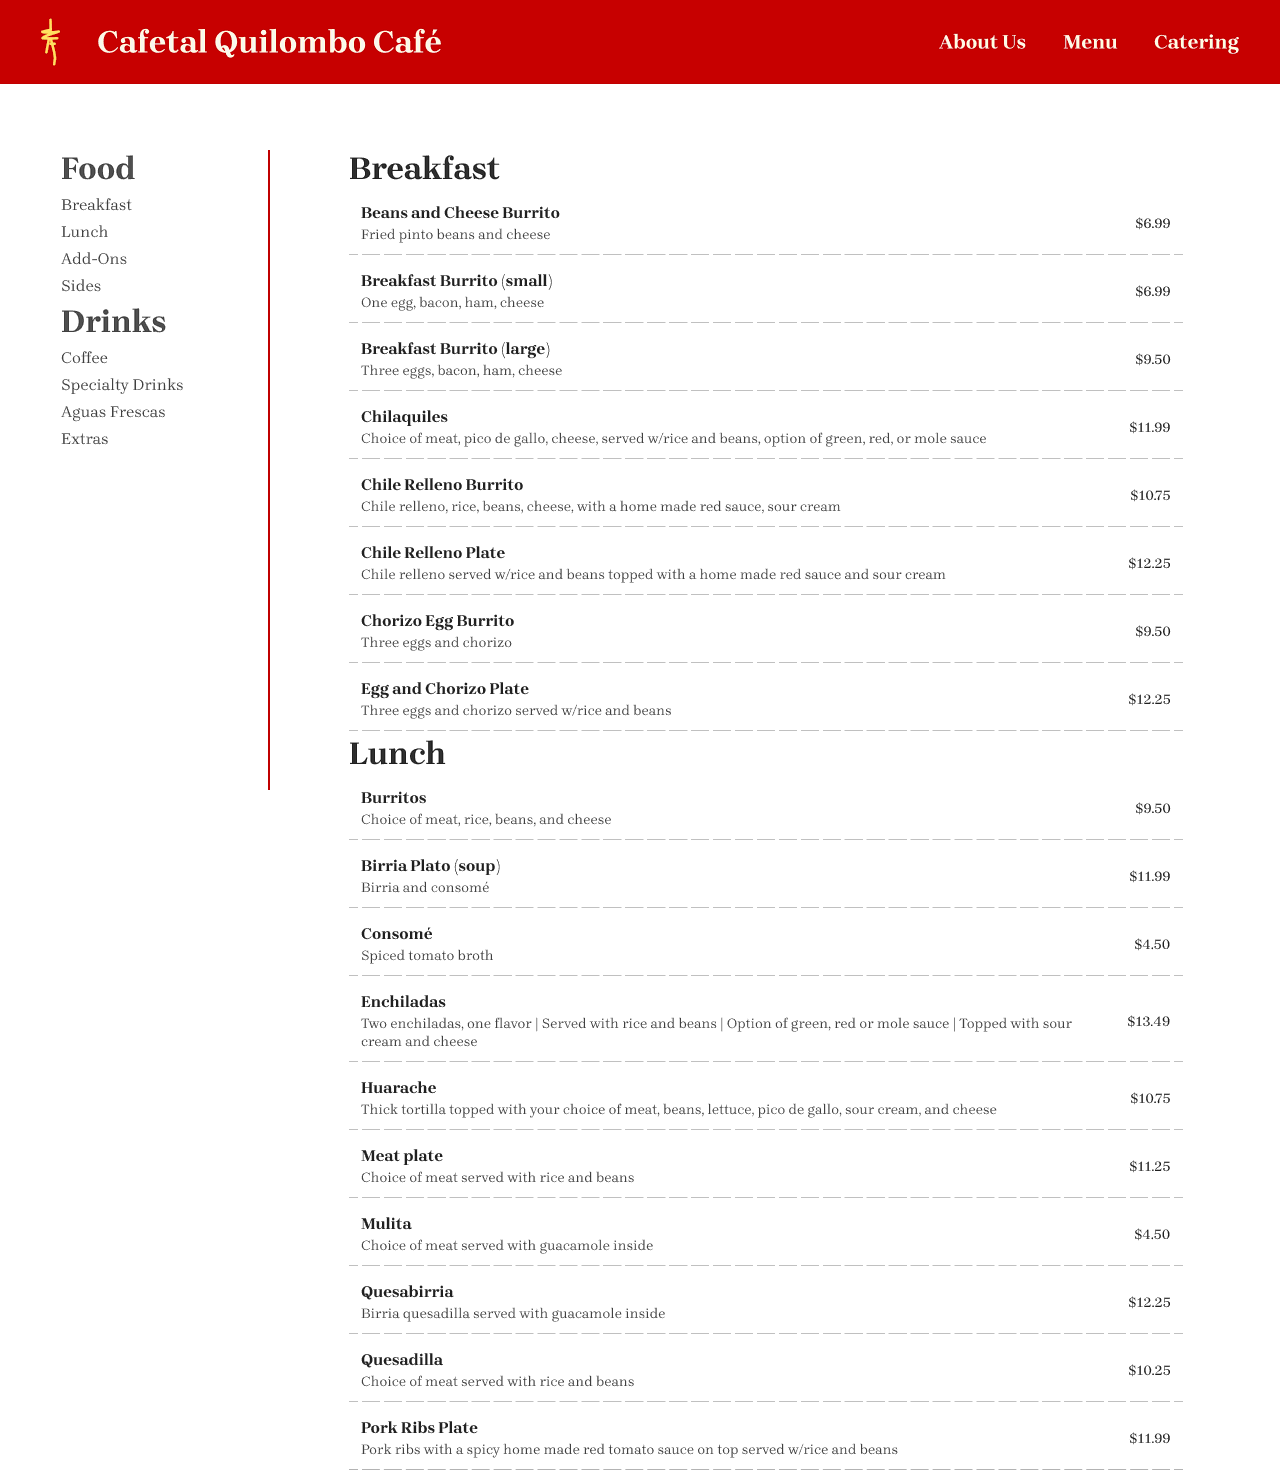 Cafetal Quilombo Café
About Us
Menu
Catering
Food
Breakfast
Lunch
Add-Ons
Sides
Drinks
Coffee
Specialty Drinks
Aguas Frescas
Extras
Breakfast
Beans and Cheese Burrito
Fried pinto beans and cheese
$6.99
Breakfast Burrito (small)
One egg, bacon, ham, cheese
$6.99
Breakfast Burrito (large)
Three eggs, bacon, ham, cheese
$9.50
Chilaquiles
Choice of meat, pico de gallo, cheese, served w/rice and beans, option of green, red, or mole sauce
$11.99
Chile Relleno Burrito
Chile relleno, rice, beans, cheese, with a home made red sauce, sour cream
$10.75
Chile Relleno Plate
Chile relleno served w/rice and beans topped with a home made red sauce and sour cream
$12.25
Chorizo Egg Burrito
Three eggs and chorizo
$9.50
Egg and Chorizo Plate
Three eggs and chorizo served w/rice and beans
$12.25
Lunch
Burritos
Choice of meat, rice, beans, and cheese
$9.50
Birria Plato (soup)
Birria and consomé
$11.99
Consomé
Spiced tomato broth
$4.50
Enchiladas
Two enchiladas, one flavor | Served with rice and beans | Option of green, red or mole sauce | Topped with sour
cream and cheese
$13.49
Huarache
Thick tortilla topped with your choice of meat, beans, lettuce, pico de gallo, sour cream, and cheese
$10.75
Meat plate
Choice of meat served with rice and beans
$11.25
Mulita
Choice of meat served with guacamole inside
$4.50
Quesabirria
Birria quesadilla served with guacamole inside
$12.25
Quesadilla
Choice of meat served with rice and beans
$10.25
Pork Ribs Plate
Pork ribs with a spicy home made red tomato sauce on top served w/rice and beans
$11.99